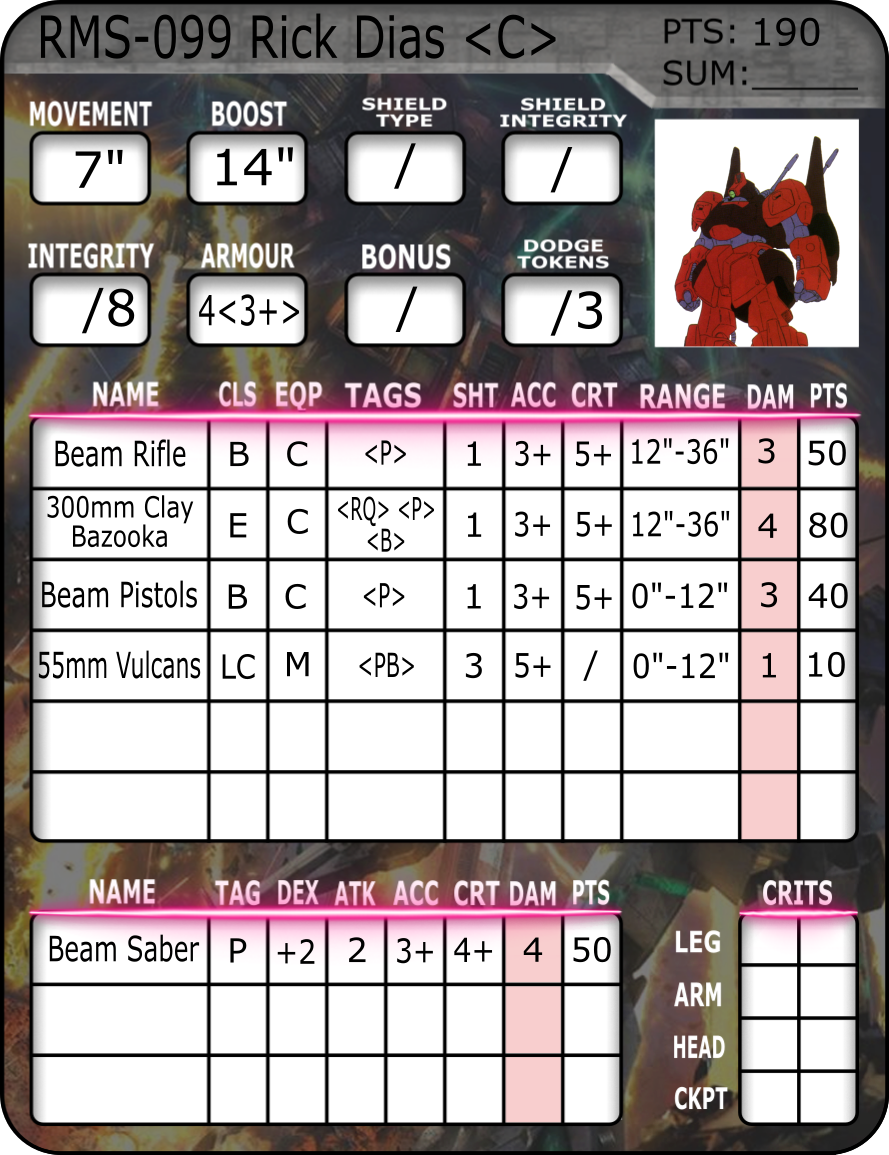 RMS-099 Rick Dias <C>
PTS: 190
SUM:______
MOVEMENT BOOST SHIELD TYPE SHIELD INTEGRITY
7" 14" / /
INTEGRITY ARMOUR BONUS DODGE TOKENS
/8 4<3+> / /3
NAME CLS EQP TAGS SHT ACC CRT RANGE DAM PTS
Beam Rifle B C <P> 1 3+ 5+ 12"-36" 3 50
300mm Clay Bazooka E C <RQ> <P> <B> 1 3+ 5+ 12"-36" 4 80
Beam Pistols B C <P> 1 3+ 5+ 0"-12" 3 40
55mm Vulcans LC M <PB> 3 5+ / 0"-12" 1 10
NAME TAG DEX ATK ACC CRT DAM PTS
Beam Saber P +2 2 3+ 4+ 4 50
CRITS
LEG
ARM
HEAD
CKPT